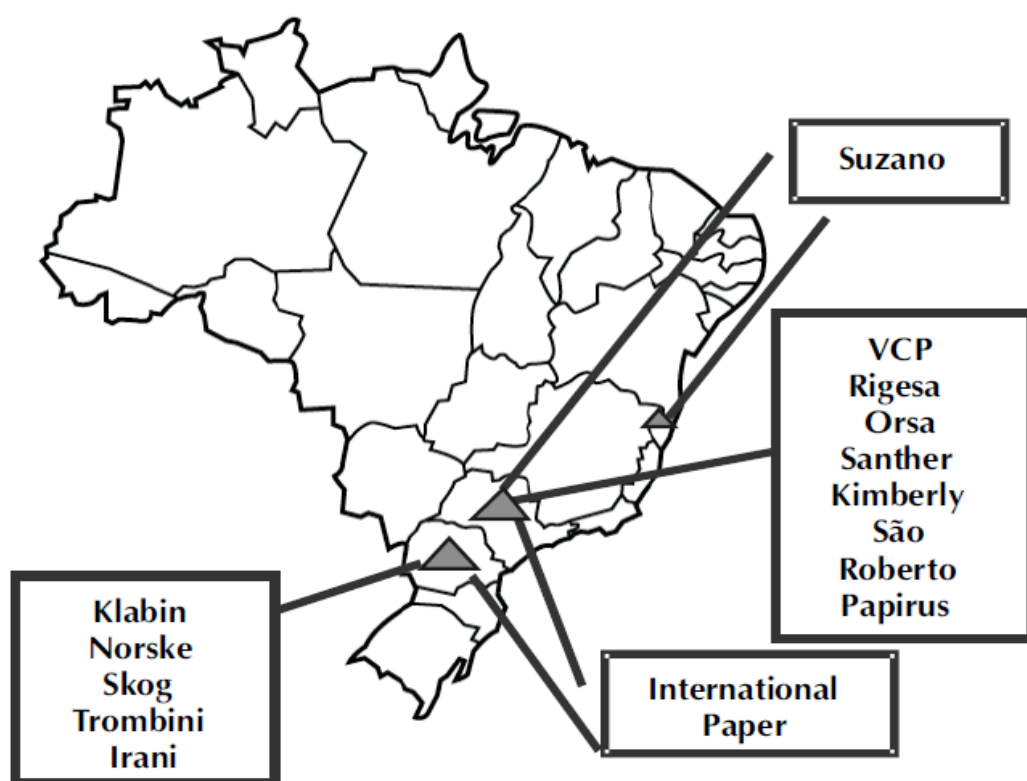 Suzano
VCP
Rigesa
Orsa
Santher
Kimberly
São
Roberto
Papirus
Klabin
Norske
Skog
Trombini
Irani
International
Paper